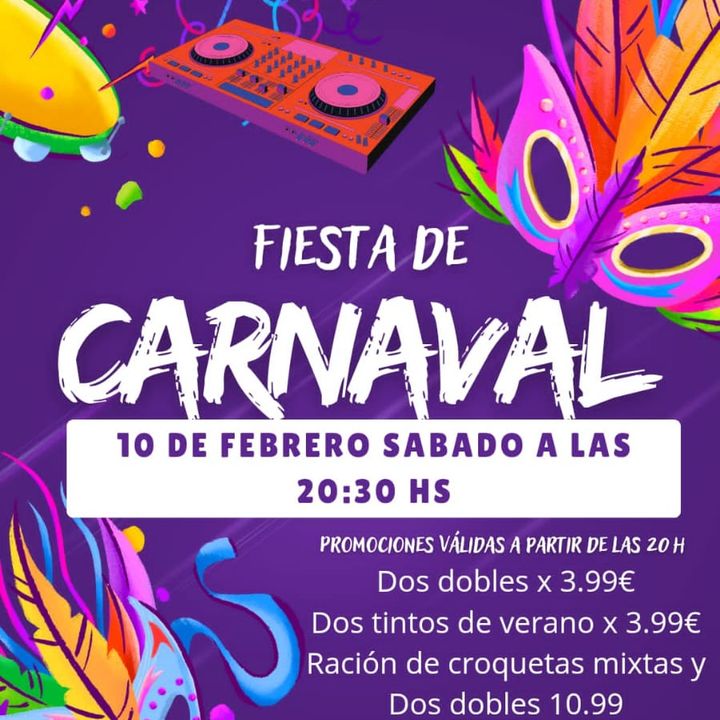 FIESTA DE
CARNAVAL
10 DE FEBRERO SABADO A LAS
20:30 HS
PROMOCIONES VÁLIDAS A PARTIR DE LAS 20 H
Dos dobles x 3.99€
Dos tintos de verano x 3.99€
Ración de croquetas mixtas y
Dos dobles 10.99